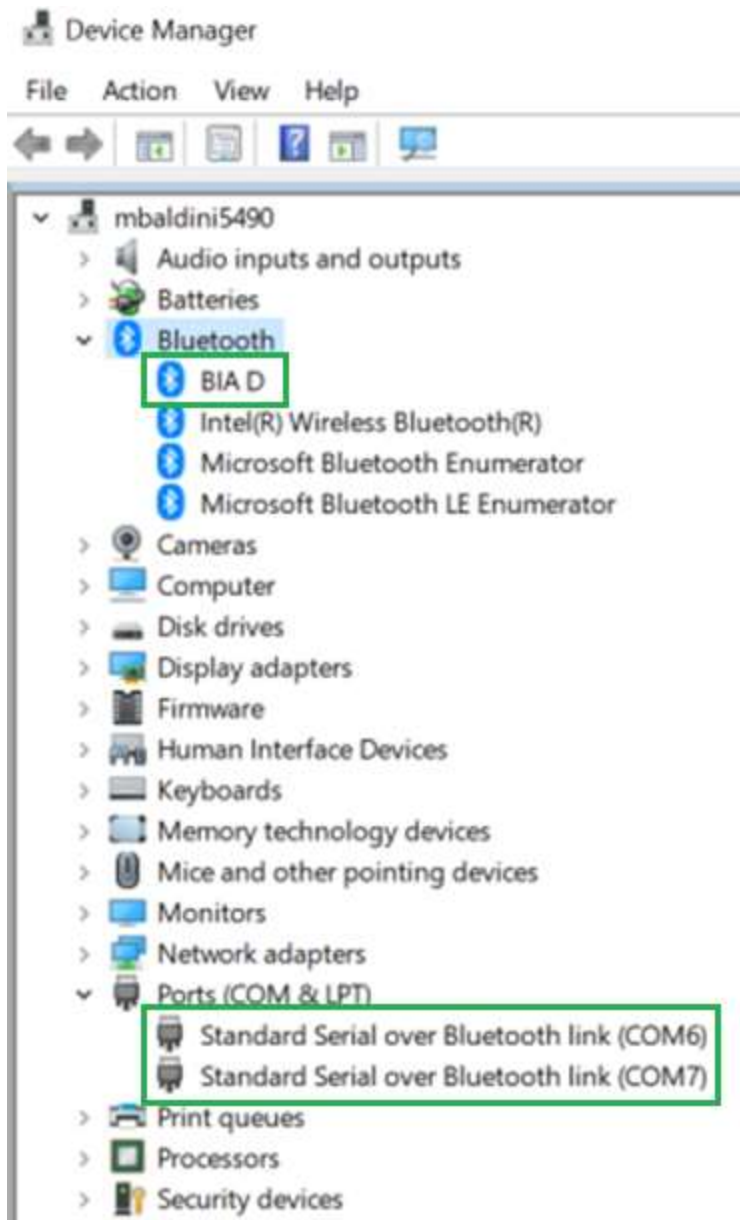 Device Manager
File Action View Help
mbaldini5490
Audio inputs and outputs
Batteries
Bluetooth
BIA D
Intel(R) Wireless Bluetooth(R)
Microsoft Bluetooth Enumerator
Microsoft Bluetooth LE Enumerator
Cameras
Computer
Disk drives
Display adapters
Firmware
Human Interface Devices
Keyboards
Memory technology devices
Mice and other pointing devices
Monitors
Network adapters
Ports (COM & LPT)
Standard Serial over Bluetooth link (COM6)
Standard Serial over Bluetooth link (COM7)
Print queues
Processors
Security devices